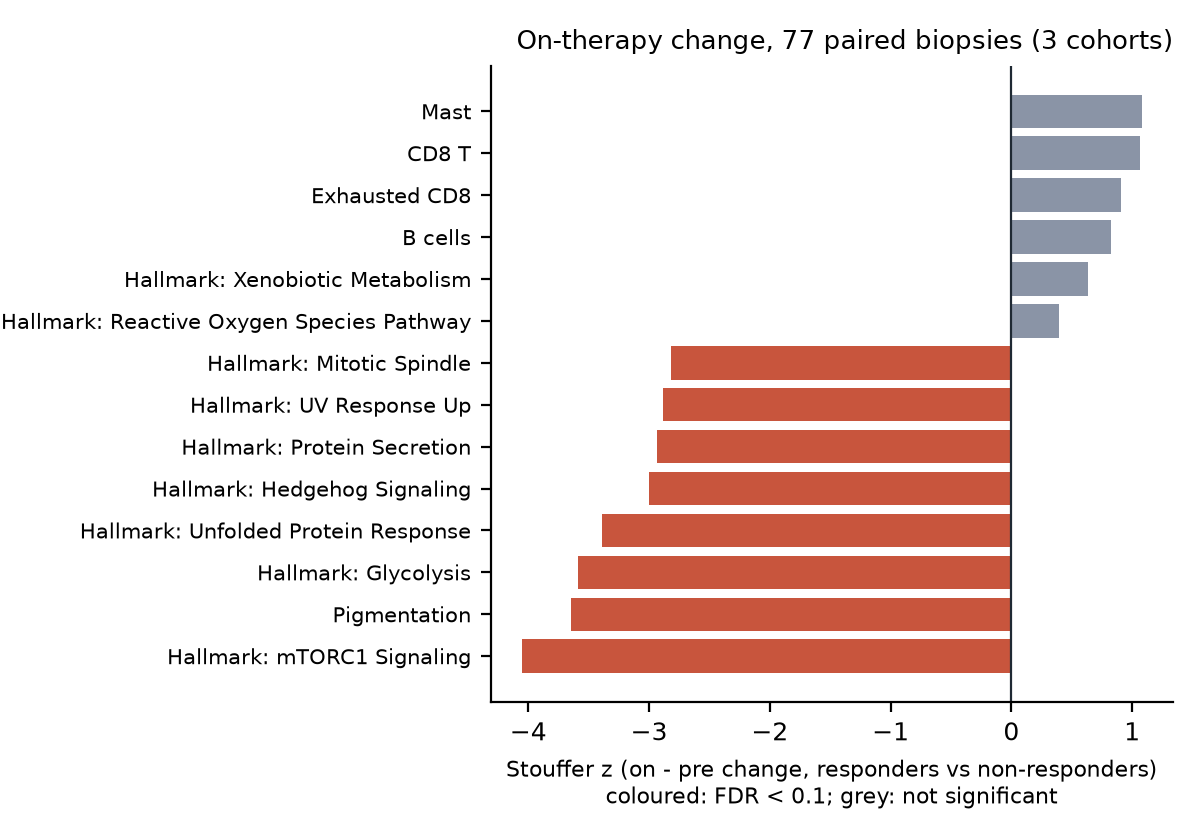 On-therapy change, 77 paired biopsies (3 cohorts)
Mast
CD8 T
Exhausted CD8
B cells
Hallmark: Xenobiotic Metabolism
Hallmark: Reactive Oxygen Species Pathway
Hallmark: Mitotic Spindle
Hallmark: UV Response Up
Hallmark: Protein Secretion
Hallmark: Hedgehog Signaling
Hallmark: Unfolded Protein Response
Hallmark: Glycolysis
Pigmentation
Hallmark: mTORC1 Signaling
−4 −3 −2 −1 0 1
Stouffer z (on - pre change, responders vs non-responders)
coloured: FDR < 0.1; grey: not significant